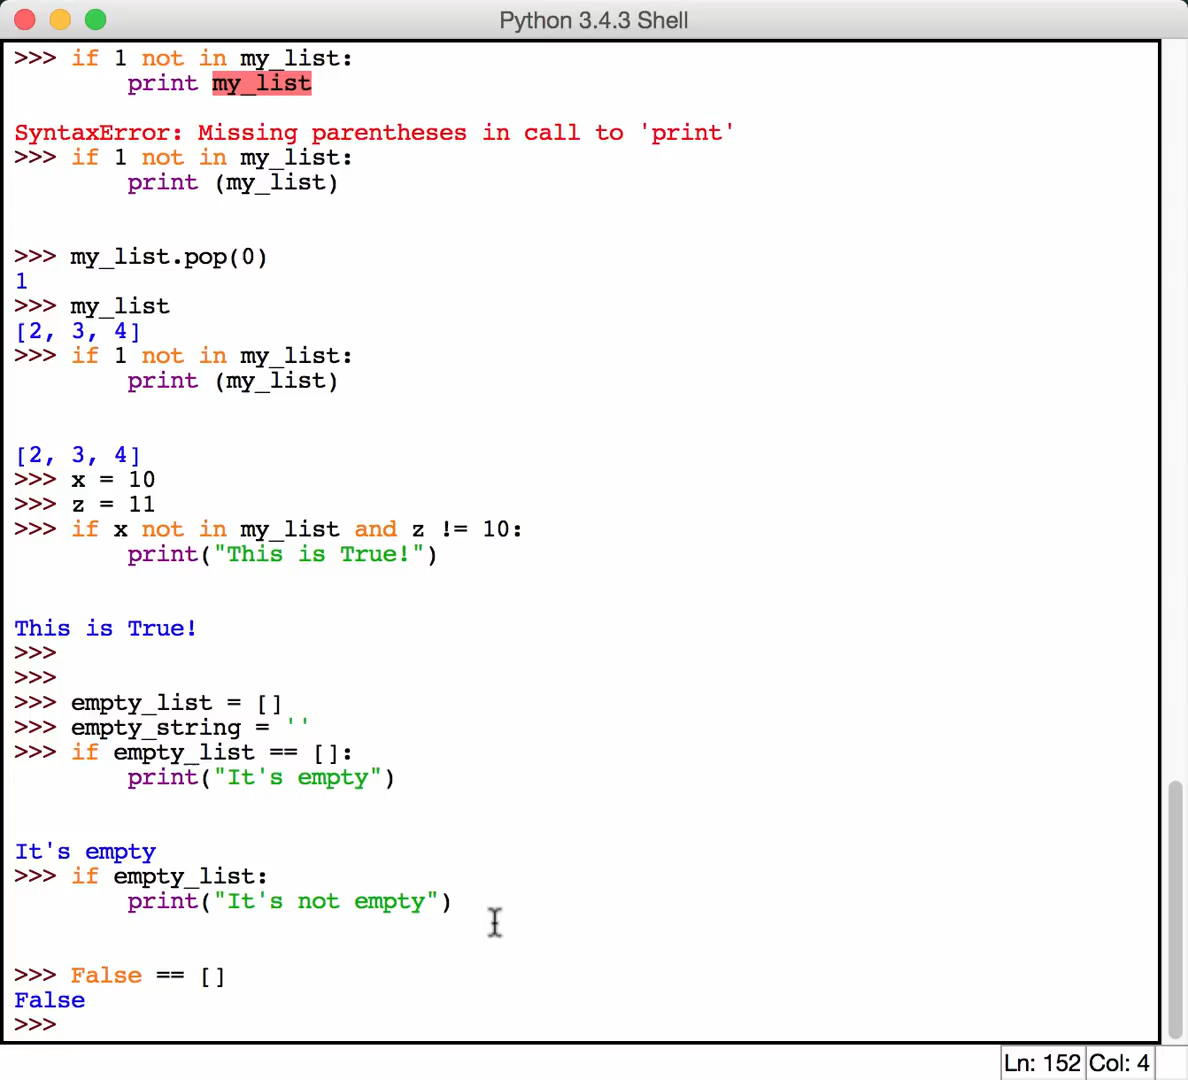 Python 3.4.3 Shell
>>> if 1 not in my_list:
        print my_list
SyntaxError: Missing parentheses in call to 'print'
>>> if 1 not in my_list:
        print (my_list)
>>> my_list.pop(0)
1
>>> my_list
[2, 3, 4]
>>> if 1 not in my_list:
        print (my_list)
[2, 3, 4]
>>> x = 10
>>> z = 11
>>> if x not in my_list and z != 10:
        print("This is True!")
This is True!
>>>
>>>
>>> empty_list = []
>>> empty_string = ''
>>> if empty_list == []:
        print("It's empty")
It's empty
>>> if empty_list:
        print("It's not empty")
>>> False == []
False
>>>
Ln: 152 Col: 4